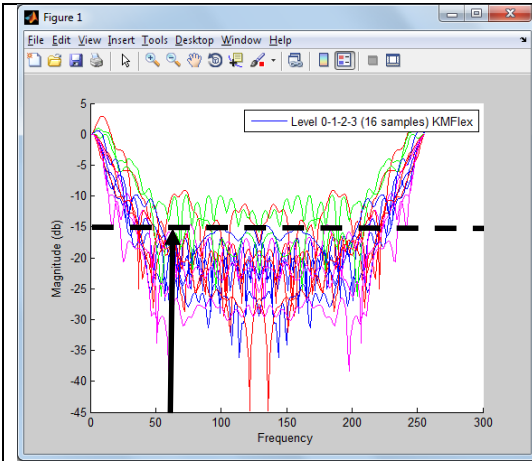 Figure 1
File Edit View Insert Tools Desktop Window Help
Level 0-1-2-3 (16 samples) KMFlex
5
0
-5
-10
-15
-20
-25
-30
-35
-40
-45
Magnitude (db)
0 50 100 150 200 250 300
Frequency